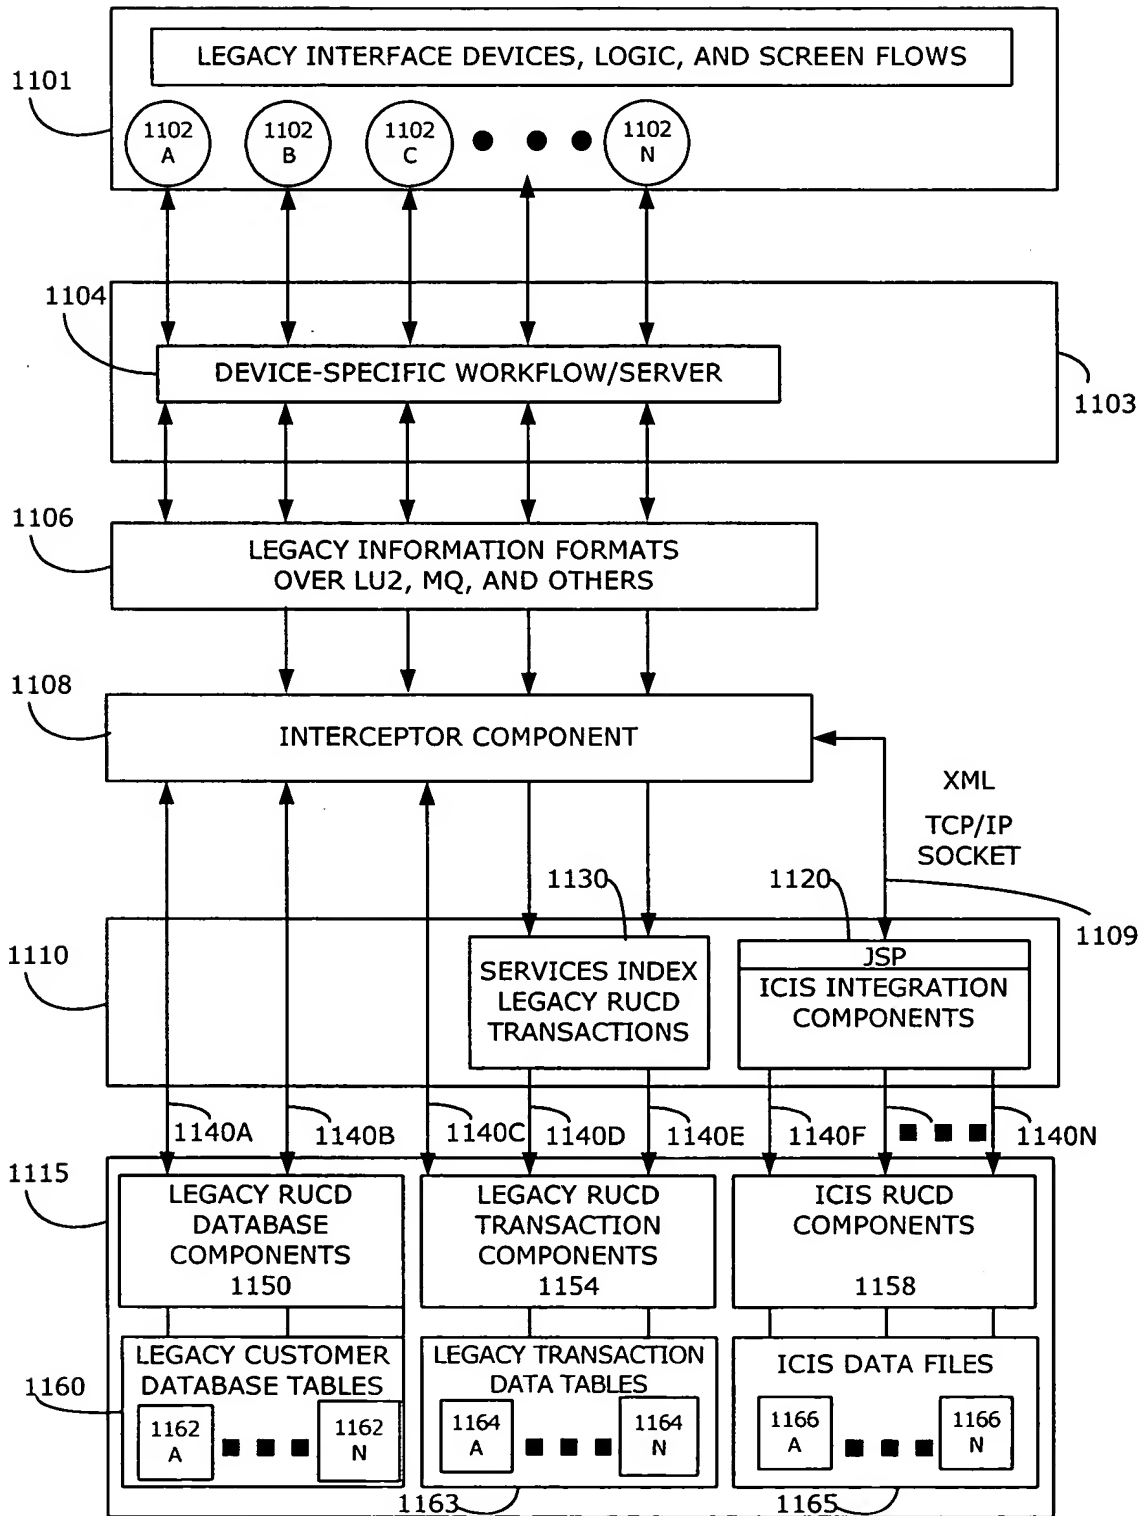 LEGACY INTERFACE DEVICES, LOGIC, AND SCREEN FLOWS
1101
1102
A
1102
B
1102
C
1102
N
1104
DEVICE-SPECIFIC WORKFLOW/SERVER
1103
1106
LEGACY INFORMATION FORMATS
OVER LU2, MQ, AND OTHERS
1108
INTERCEPTOR COMPONENT
XML
TCP/IP
SOCKET
1130
1120
1109
1110
SERVICES INDEX
LEGACY RUCD
TRANSACTIONS
JSP
ICIS INTEGRATION
COMPONENTS
1140A
1140B
1140C
1140D
1140E
1140F
1140N
1115
LEGACY RUCD
DATABASE
COMPONENTS
1150
LEGACY RUCD
TRANSACTION
COMPONENTS
1154
ICIS RUCD
COMPONENTS
1158
1160
LEGACY CUSTOMER
DATABASE TABLES
1162
A
1162
N
LEGACY TRANSACTION
DATA TABLES
1164
A
1164
N
ICIS DATA FILES
1166
A
1166
N
1163
1165